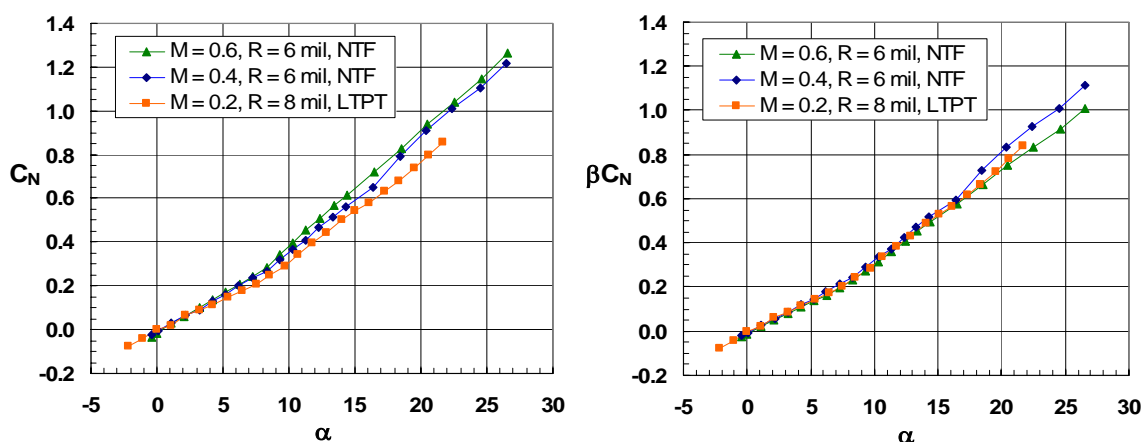 1.4
1.2
1.0
0.8
0.6
0.4
0.2
0.0
-0.2
C_N
M = 0.6, R = 6 mil, NTF
M = 0.4, R = 6 mil, NTF
M = 0.2, R = 8 mil, LTPT
-5 0 5 10 15 20 25 30
α
1.4
1.2
1.0
0.8
0.6
0.4
0.2
0.0
-0.2
βC_N
M = 0.6, R = 6 mil, NTF
M = 0.4, R = 6 mil, NTF
M = 0.2, R = 8 mil, LTPT
-5 0 5 10 15 20 25 30
α